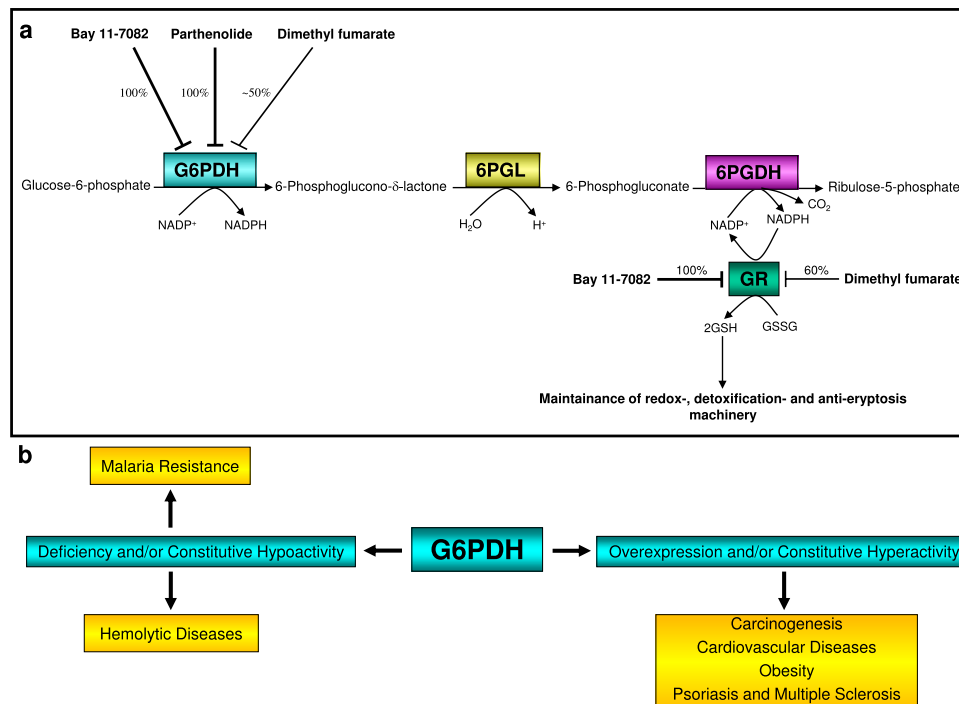 a
Bay 11-7082 Parthenolide Dimethyl fumarate
100% 100% ~50%
G6PDH 6PGL 6PGDH
Glucose-6-phosphate 6-Phosphoglucono-δ-lactone 6-Phosphogluconate Ribulose-5-phosphate
NADP⁺ NADPH H₂O H⁺ NADP⁺ NADPH CO₂
Bay 11-7082 100% GR 60% Dimethyl fumarate
2GSH GSSG
Maintainance of redox-, detoxification- and anti-eryptosis
machinery
b
Malaria Resistance
Deficiency and/or Constitutive Hypoactivity G6PDH Overexpression and/or Constitutive Hyperactivity
Hemolytic Diseases
Carcinogenesis
Cardiovascular Diseases
Obesity
Psoriasis and Multiple Sclerosis